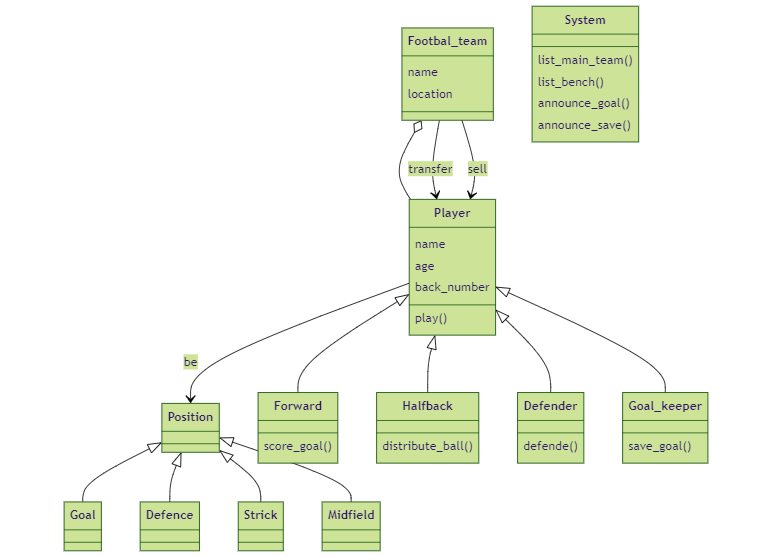 System
list_main_team()
list_bench()
announce_goal()
announce_save()
Footbal_team
name
location
transfer
sell
Player
name
age
back_number
play()
be
Position
Forward
score_goal()
Halfback
distribute_ball()
Defender
defende()
Goal_keeper
save_goal()
Goal
Defence
Strick
Midfield